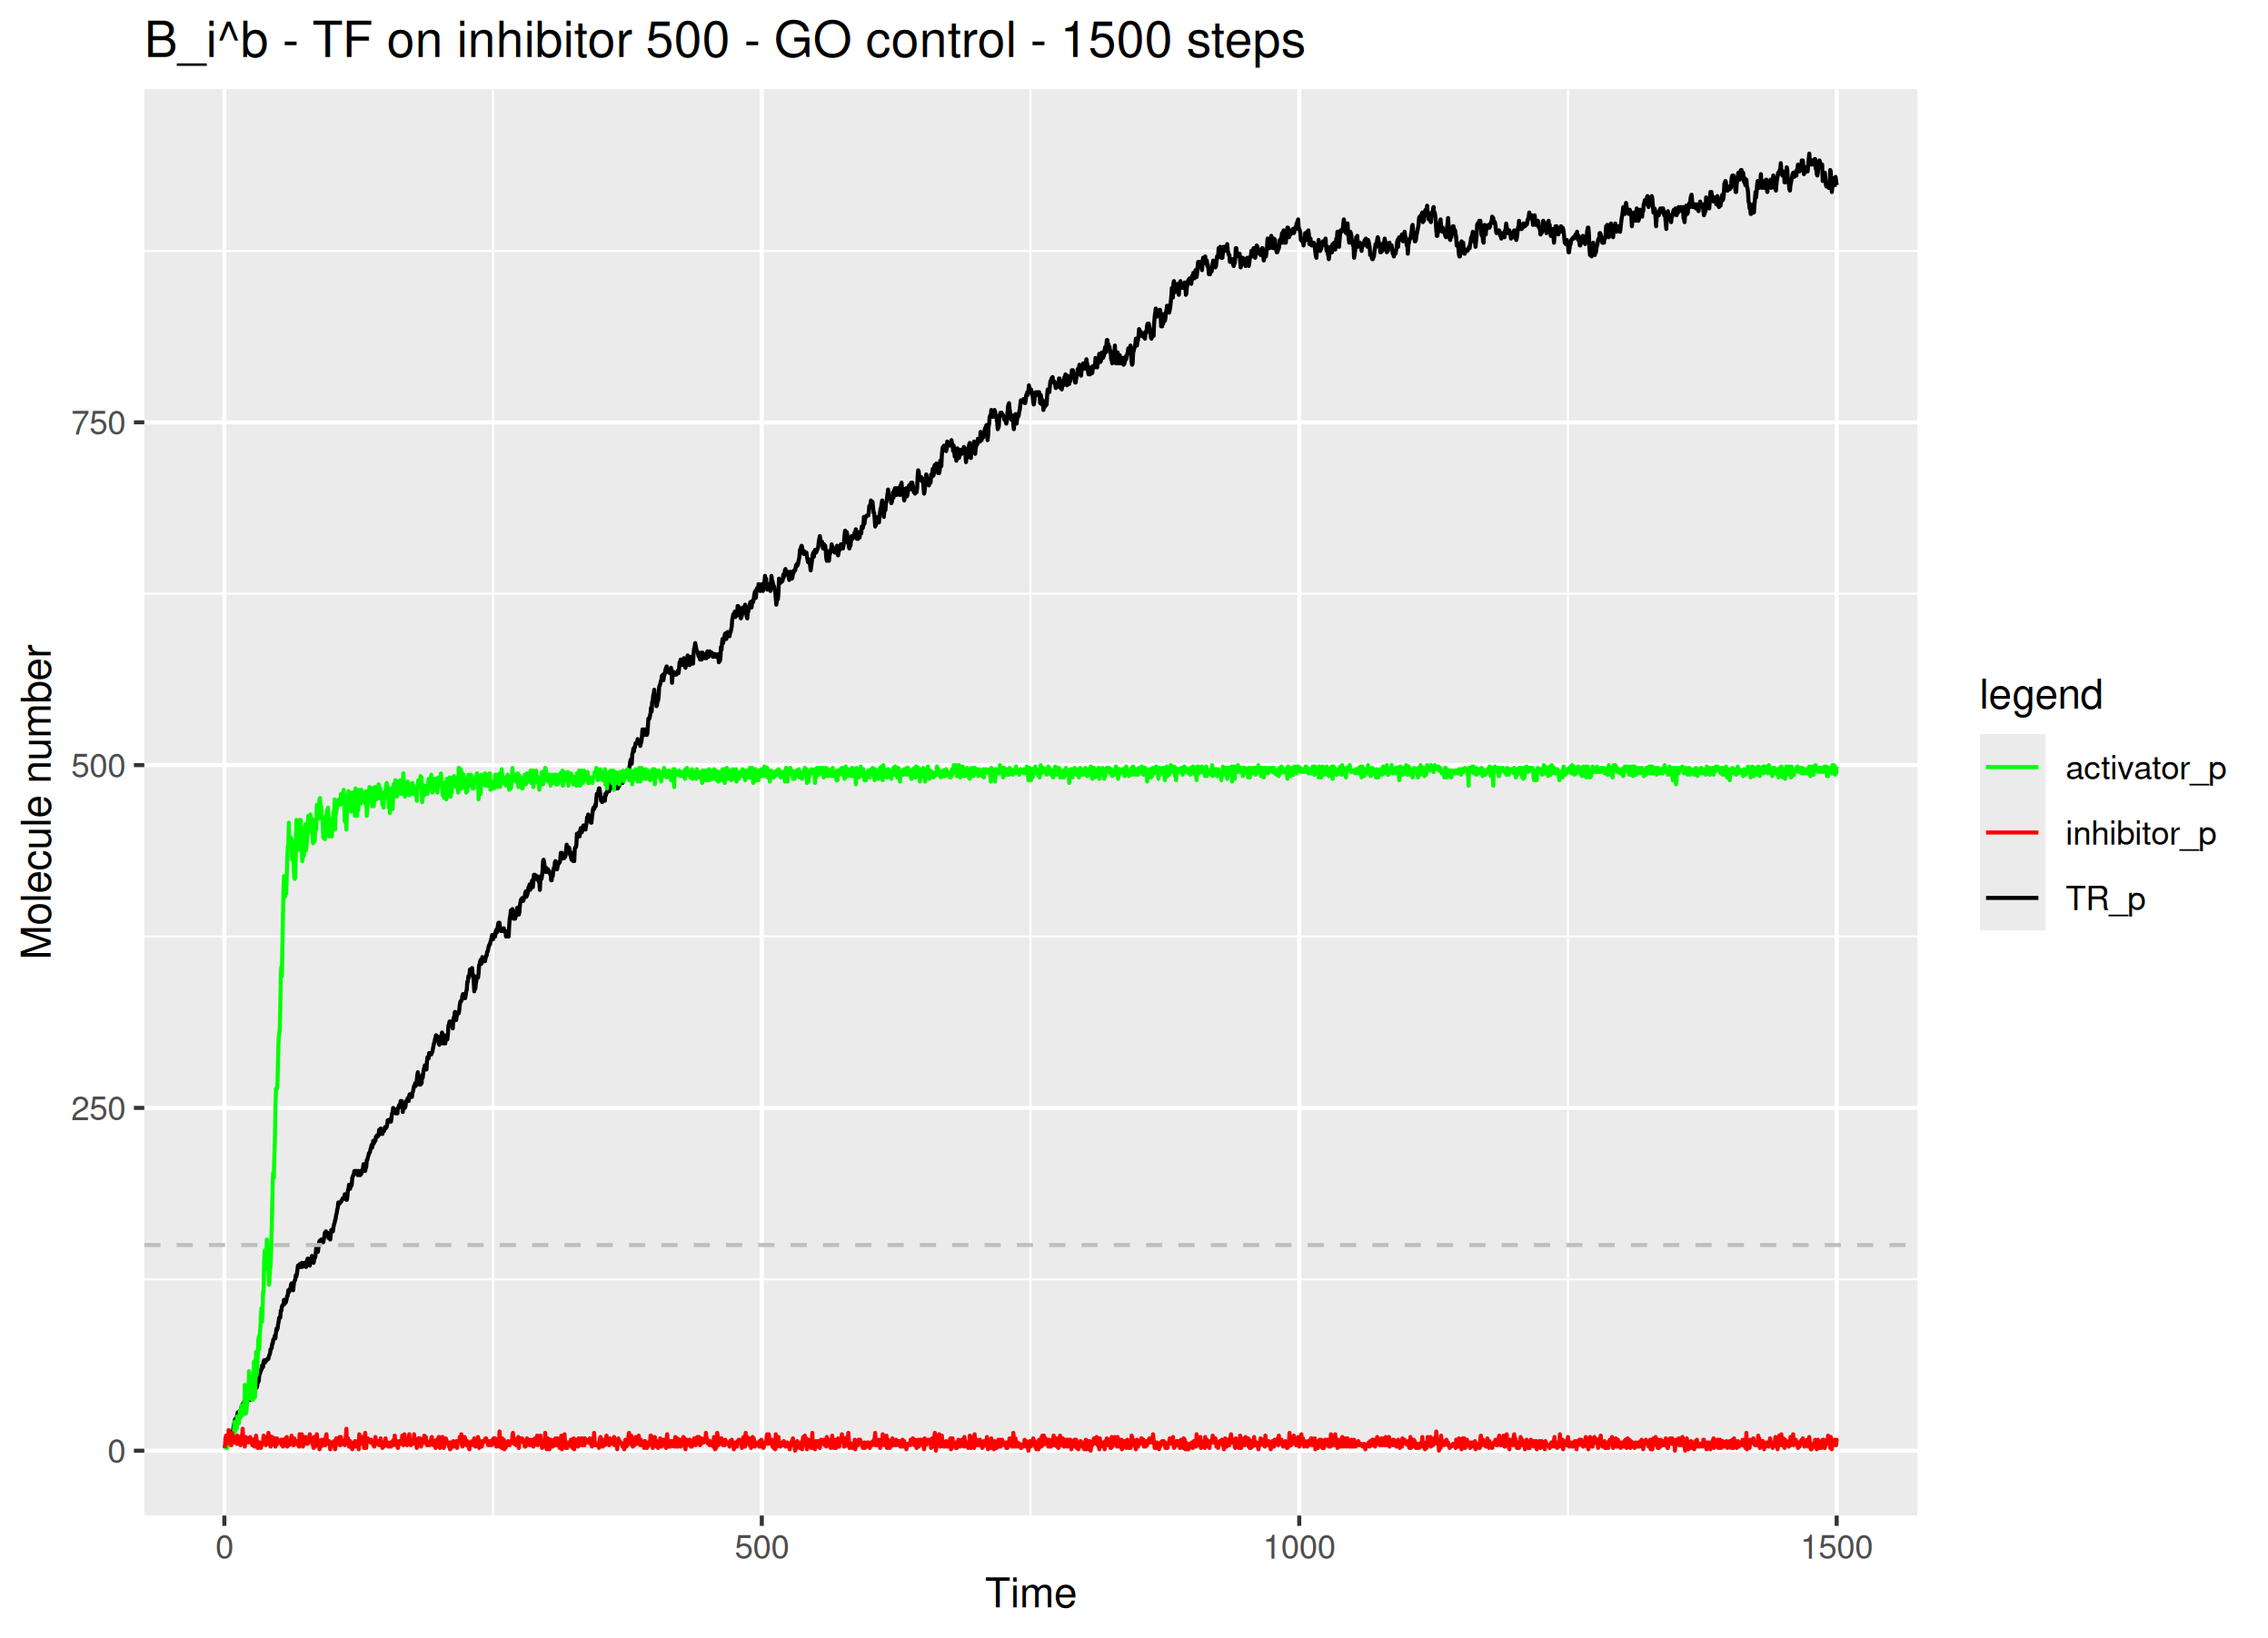 B_i^b - TF on inhibitor 500 - GO control - 1500 steps
Molecule number
750
500
250
0
0
500
1000
1500
Time
legend
activator_p
inhibitor_p
TR_p